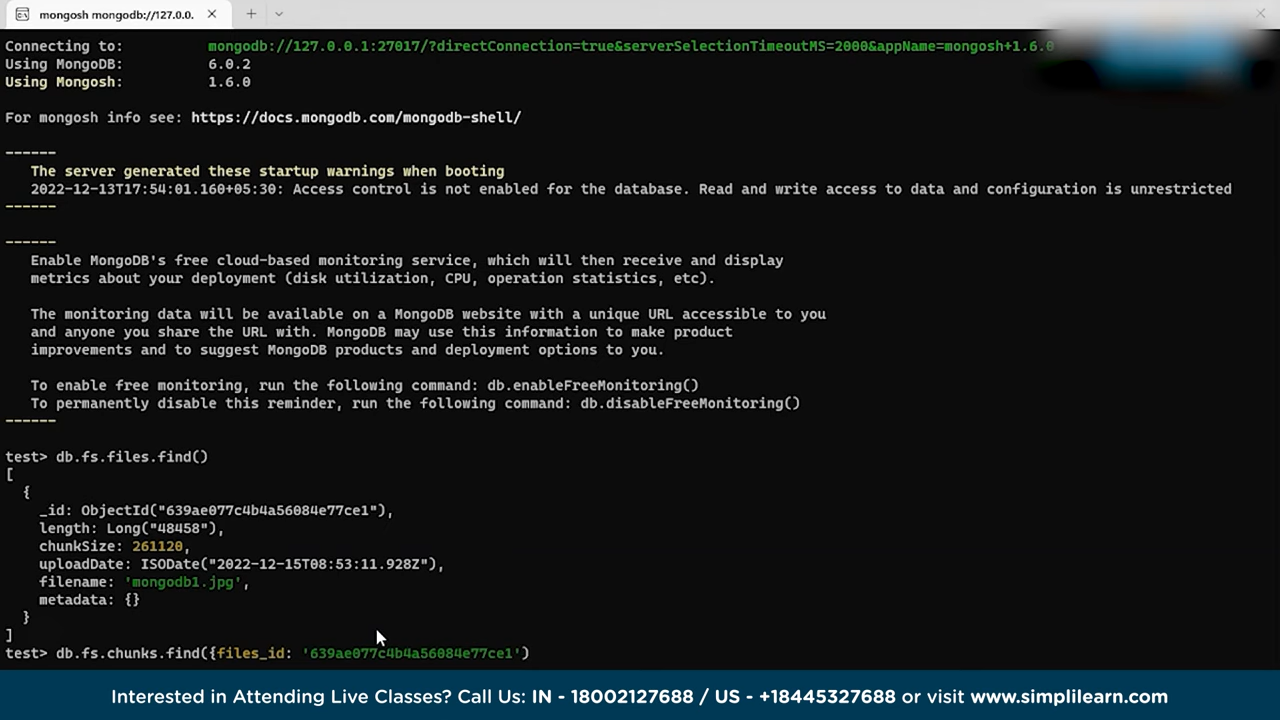 mongosh mongodb://127.0.0.
Connecting to: mongodb://127.0.0.1:27017/?directConnection=true&serverSelectionTimeoutMS=2000&appName=mongosh+1.6.0
Using MongoDB: 6.0.2
Using Mongosh: 1.6.0
For mongosh info see: https://docs.mongodb.com/mongodb-shell/
------
The server generated these startup warnings when booting
2022-12-13T17:54:01.160+05:30: Access control is not enabled for the database. Read and write access to data and configuration is unrestricted
------
------
Enable MongoDB's free cloud-based monitoring service, which will then receive and display
metrics about your deployment (disk utilization, CPU, operation statistics, etc).
The monitoring data will be available on a MongoDB website with a unique URL accessible to you
and anyone you share the URL with. MongoDB may use this information to make product
improvements and to suggest MongoDB products and deployment options to you.
To enable free monitoring, run the following command: db.enableFreeMonitoring()
To permanently disable this reminder, run the following command: db.disableFreeMonitoring()
------
test> db.fs.files.find()
[
{
_id: ObjectId("639ae077c4b4a56084e77ce1"),
length: Long("48458"),
chunkSize: 261120,
uploadDate: ISODate("2022-12-15T08:53:11.928Z"),
filename: 'mongodb1.jpg',
metadata: {}
}
]
test> db.fs.chunks.find({files_id: '639ae077c4b4a56084e77ce1')
Interested in Attending Live Classes? Call Us: IN - 18002127688 / US - +18445327688 or visit www.simplilearn.com